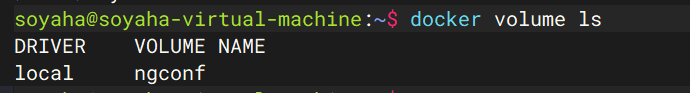 soyaha@soyaha-virtual-machine:~$ docker volume ls
DRIVER    VOLUME NAME
local     ngconf